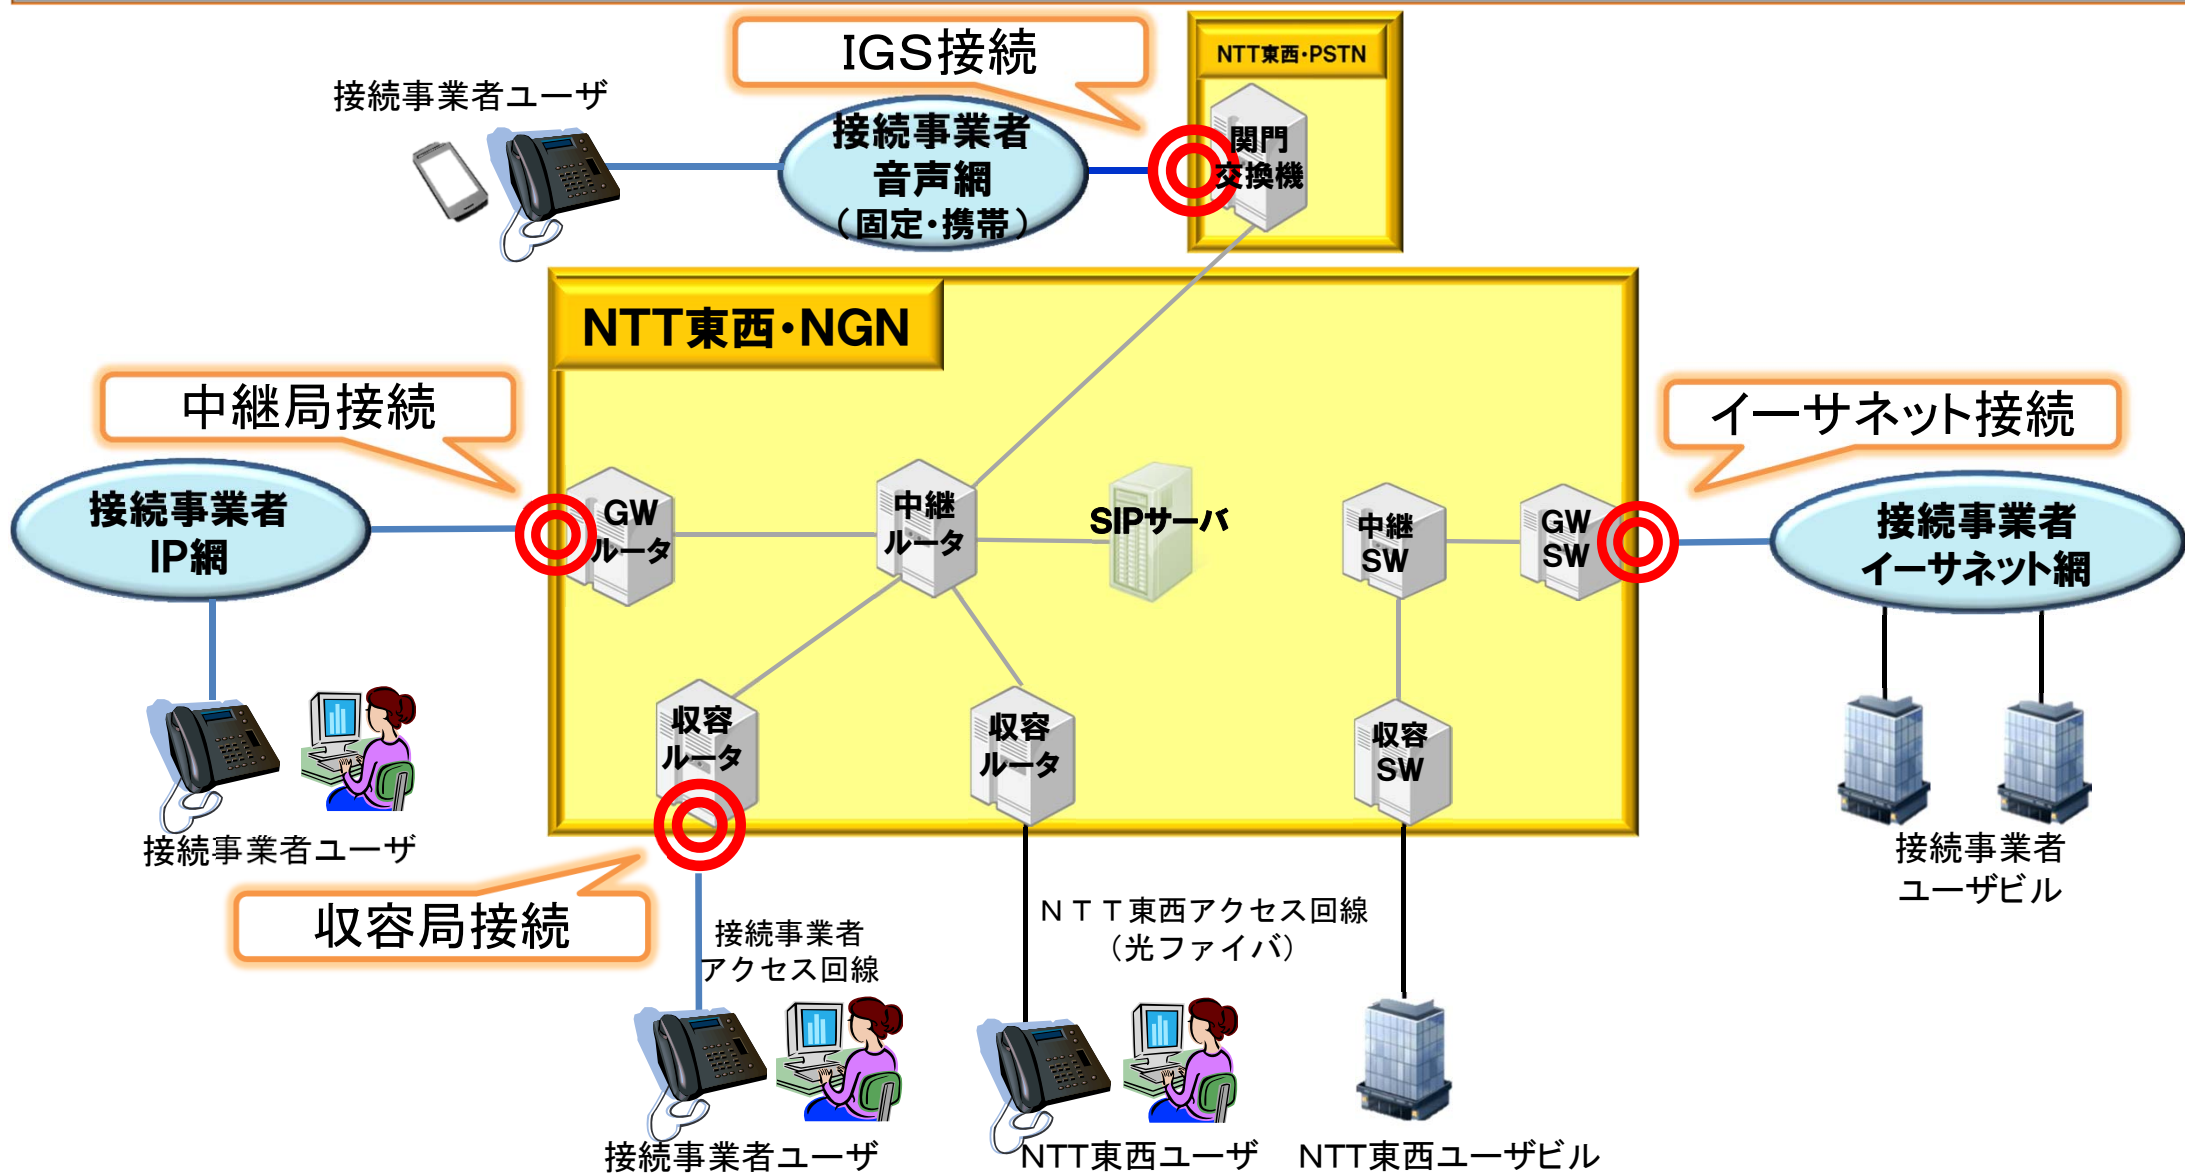 IGS接続
NTT東西・PSTN
接続事業者ユーザ
接続事業者
音声網
（固定・携帯）
関門
交換機
NTT東西・NGN
中継局接続
イーサネット接続
接続事業者
IP網
GW
ルータ
中継
ルータ
SIPサーバ
中継
SW
GW
SW
接続事業者
イーサネット網
収容
ルータ
収容
ルータ
収容
SW
接続事業者ユーザ
接続事業者
ユーザビル
収容局接続
接続事業者
アクセス回線
ＮＴＴ東西アクセス回線
（光ファイバ）
接続事業者ユーザ
NTT東西ユーザ
NTT東西ユーザビル